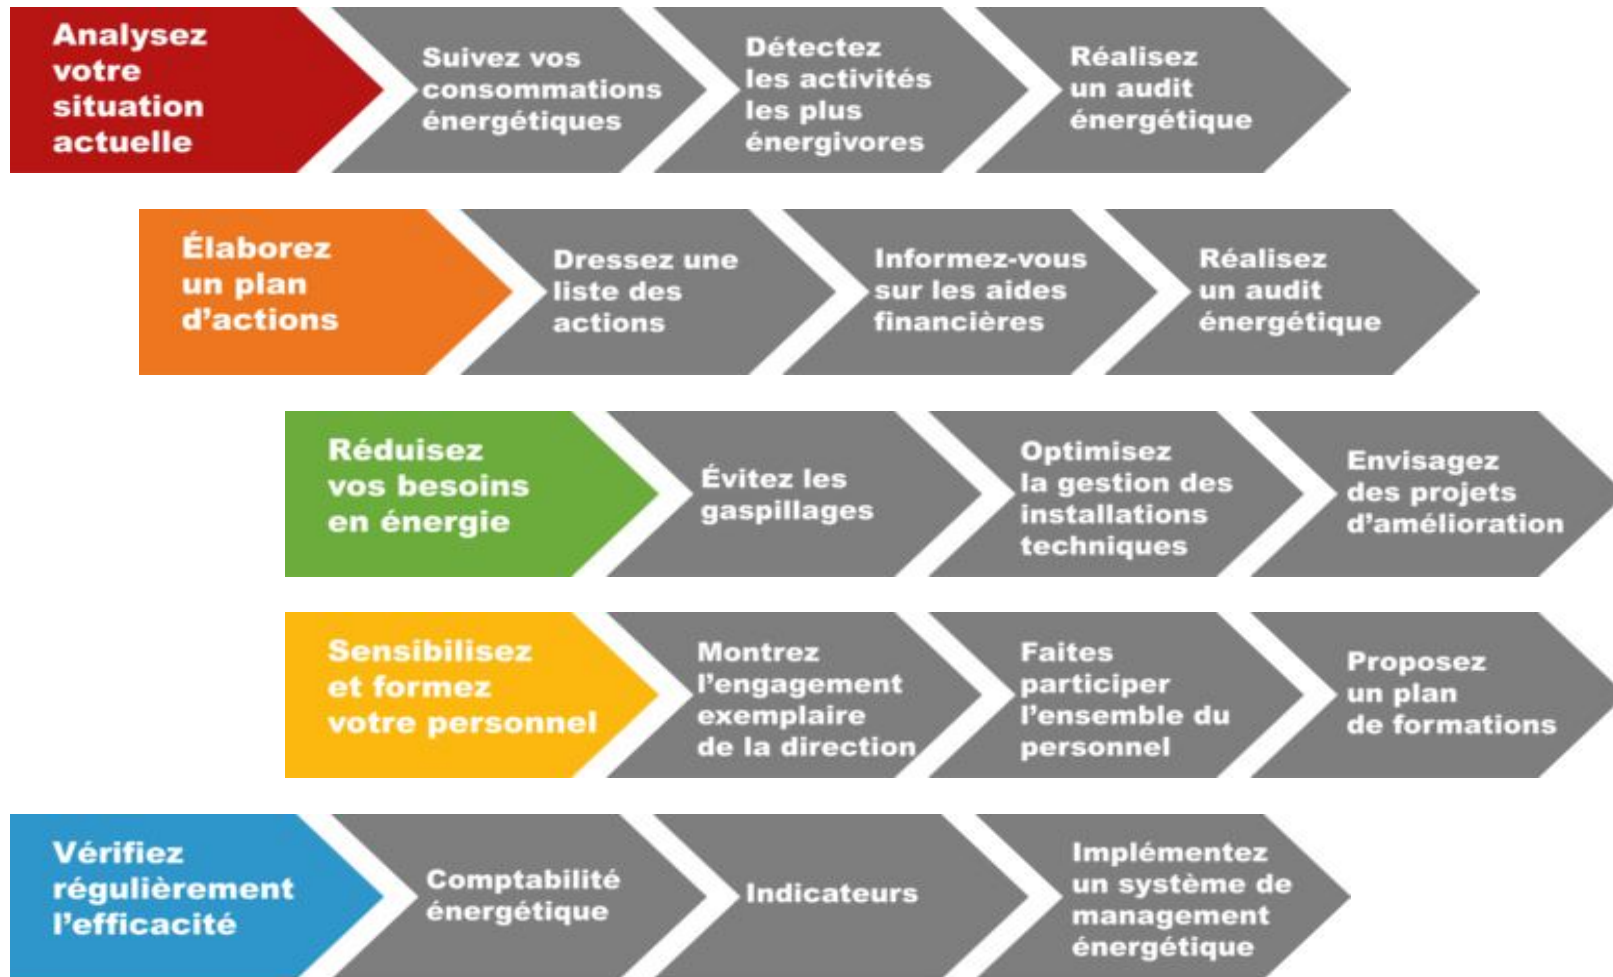 Analysez
votre
situation
actuelle
Suivez vos
consommations
énergétiques
Détectez
les activités
les plus
énergivores
Réalisez
un audit
énergétique
Élaborez
un plan
d’actions
Dressez une
liste des
actions
Informez-vous
sur les aides
financières
Réalisez
un audit
énergétique
Réduisez
vos besoins
en énergie
Évitez les
gaspillages
Optimisez
la gestion des
installations
techniques
Envisagez
des projets
d’amélioration
Sensibilisez
et formez
votre personnel
Montrez
l’engagement
exemplaire
de la direction
Faites
participer
l’ensemble du
personnel
Proposez
un plan
de formations
Vérifiez
régulièrement
l’efficacité
Comptabilité
énergétique
Indicateurs
Implémentez
un système de
management
énergétique